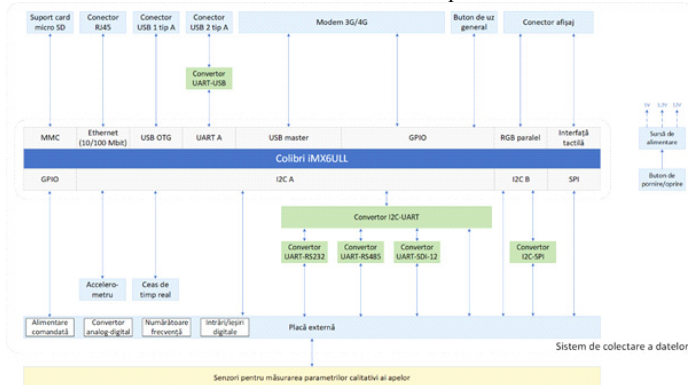 Suport card
micro SD
Conector
RJ45
Conector
USB 1 tip A
Conector
USB 2 tip A
Modem 3G/4G
Buton de uz
general
Conector afișaj
Convertor
UART-USB
MMC
Ethernet
(10/100 Mbit)
USB OTG
UART A
USB master
GPIO
RGB paralel
Interfață
tactilă
Colibri iMX6ULL
GPIO
I2C A
I2C B
SPI
Sursă de
alimentare
Buton de
pornire/oprire
Convertor I2C-UART
Convertor
UART-RS232
Convertor
UART-RS485
Convertor
UART-SDI-12
Convertor
I2C-SPI
Accelero-
metru
Ceas de
timp real
Alimentare
comandată
Convertor
analog-digital
Numărătoare
frecvență
Intrări/ieșiri
digitale
Placă externă
Sistem de colectare a datelor
Senzori pentru măsurarea parametrilor calitativi ai apelor